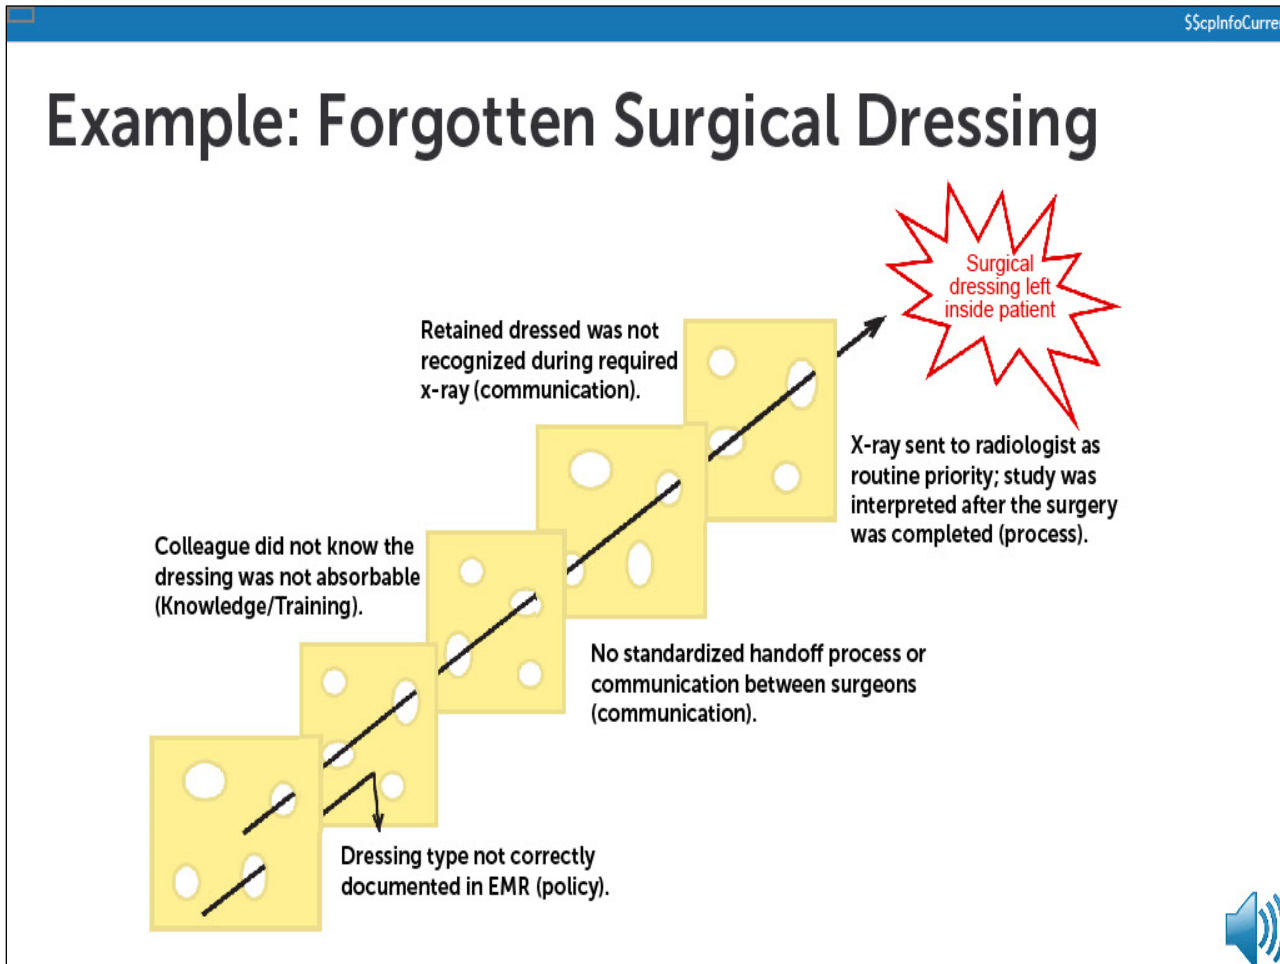 $$cpInfoCurren
Example: Forgotten Surgical Dressing
Surgical
dressing left
inside patient
Retained dressed was not
recognized during required
x-ray (communication).
X-ray sent to radiologist as
routine priority; study was
interpreted after the surgery
was completed (process).
Colleague did not know the
dressing was not absorbable
(Knowledge/Training).
No standardized handoff process or
communication between surgeons
(communication).
Dressing type not correctly
documented in EMR (policy).